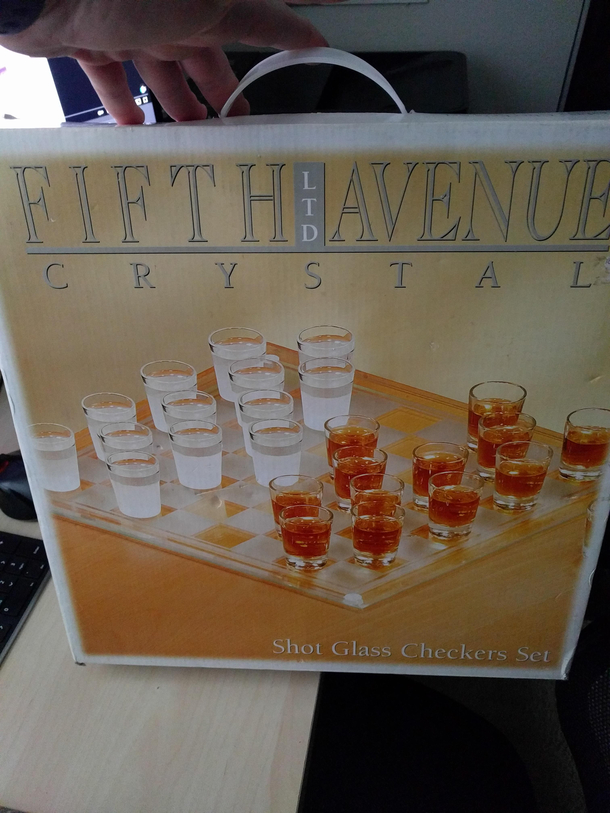 FIFTH LTD AVENUE
CRYSTAL
Shot Glass Checkers Set